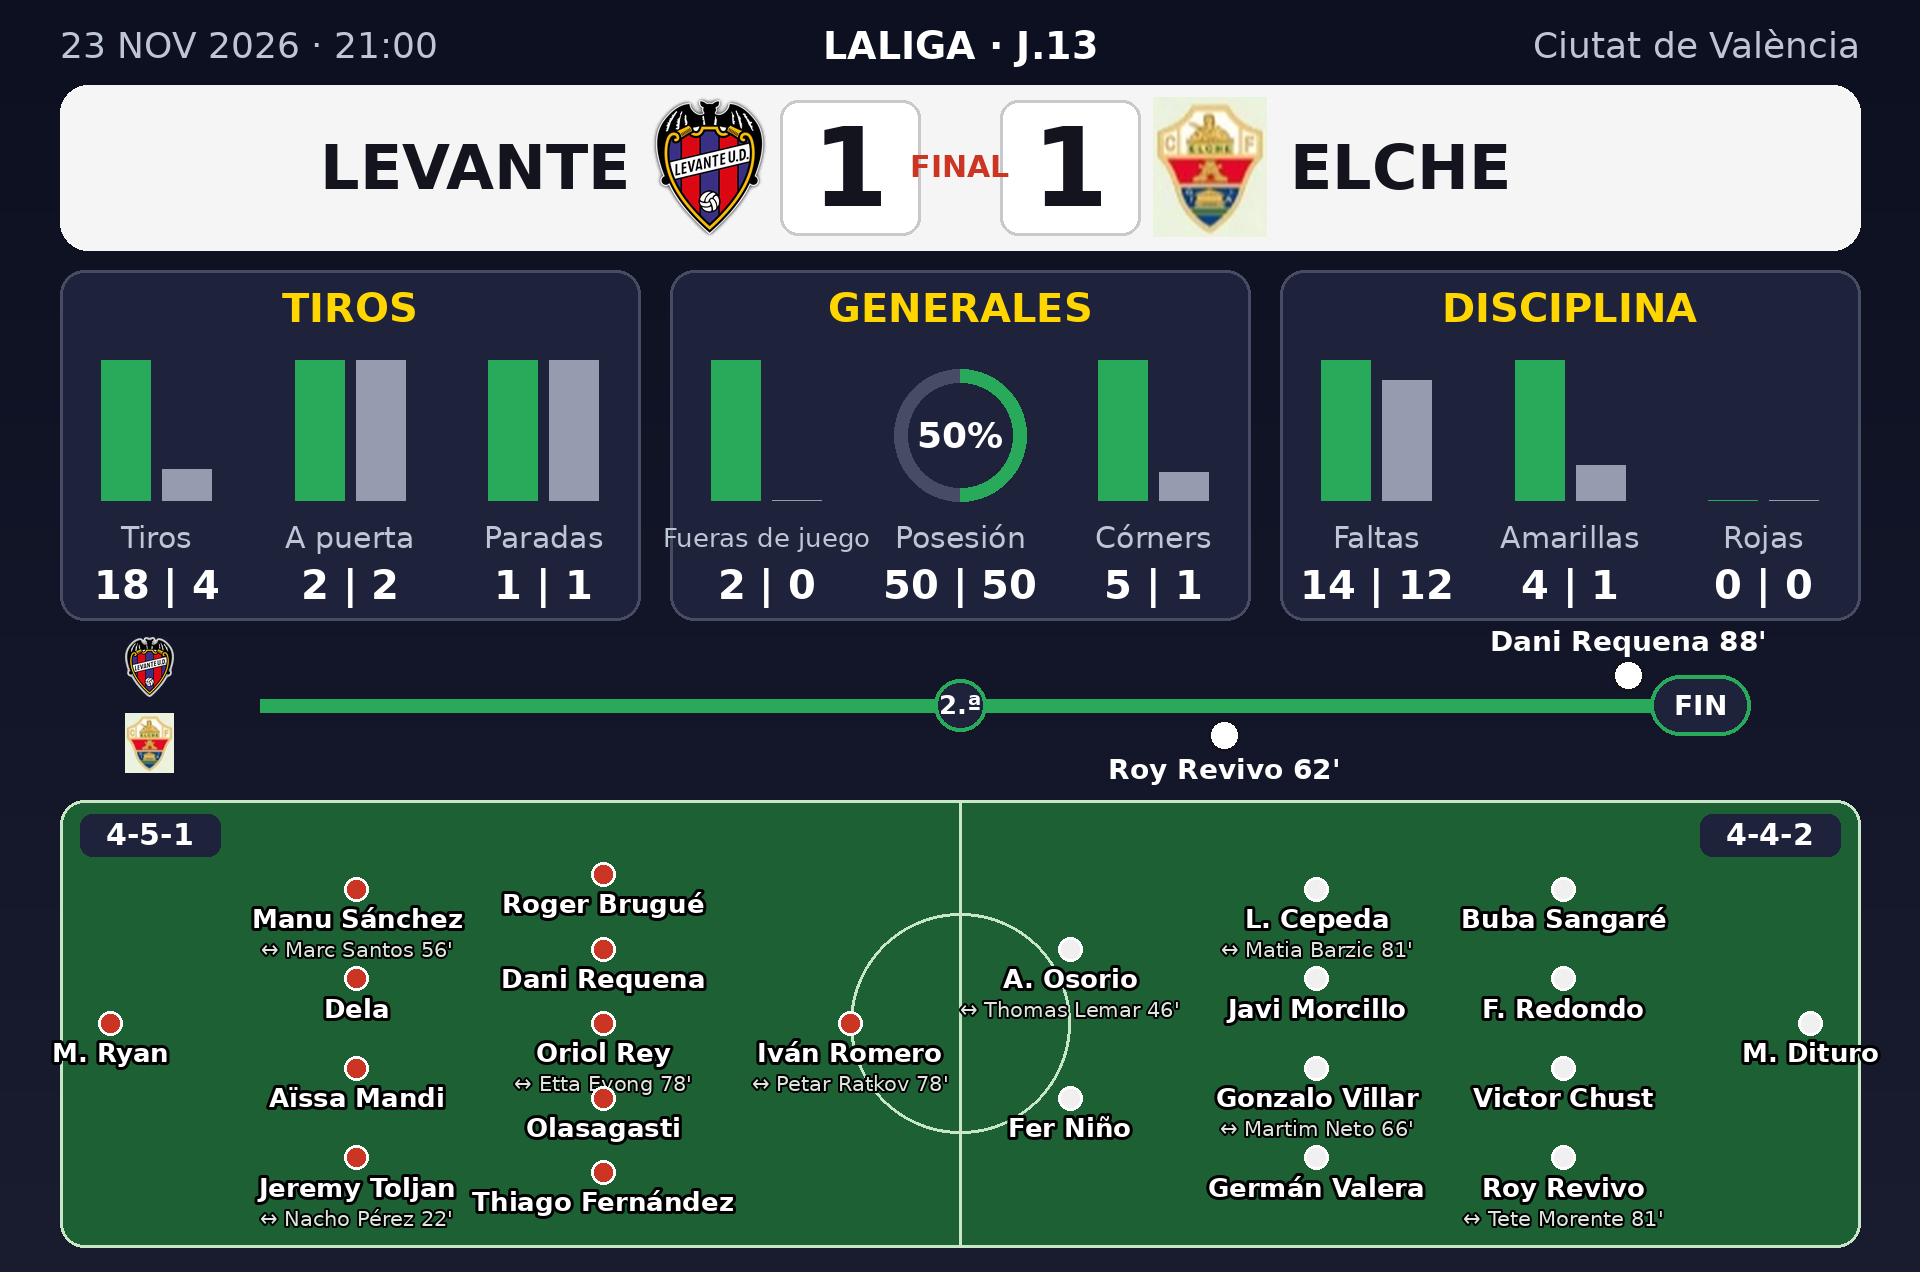 23 NOV 2026 · 21:00
LALIGA · J.13
Ciutat de València
LEVANTE
LEVANTE U.D.
1
FINAL
1
C F
ELCHE
ELCHE
TIROS
Tiros
18 | 4
A puerta
2 | 2
Paradas
1 | 1
GENERALES
50%
Fueras de juego
2 | 0
Posesión
50 | 50
Córners
5 | 1
DISCIPLINA
Faltas
14 | 12
Amarillas
4 | 1
Rojas
0 | 0
Dani Requena 88'
LEVANTE U.D.
2.ª
FIN
Roy Revivo 62'
4-5-1
4-4-2
M. Ryan
Manu Sánchez
↔ Marc Santos 56'
Dela
Aïssa Mandi
Jeremy Toljan
↔ Nacho Pérez 22'
Roger Brugué
Dani Requena
Oriol Rey
↔ Etta Eyong 78'
Olasagasti
Thiago Fernández
Iván Romero
↔ Petar Ratkov 78'
A. Osorio
↔ Thomas Lemar 46'
Fer Niño
L. Cepeda
↔ Matia Barzic 81'
Javi Morcillo
Gonzalo Villar
↔ Martim Neto 66'
Germán Valera
Buba Sangaré
F. Redondo
Victor Chust
Roy Revivo
↔ Tete Morente 81'
M. Dituro